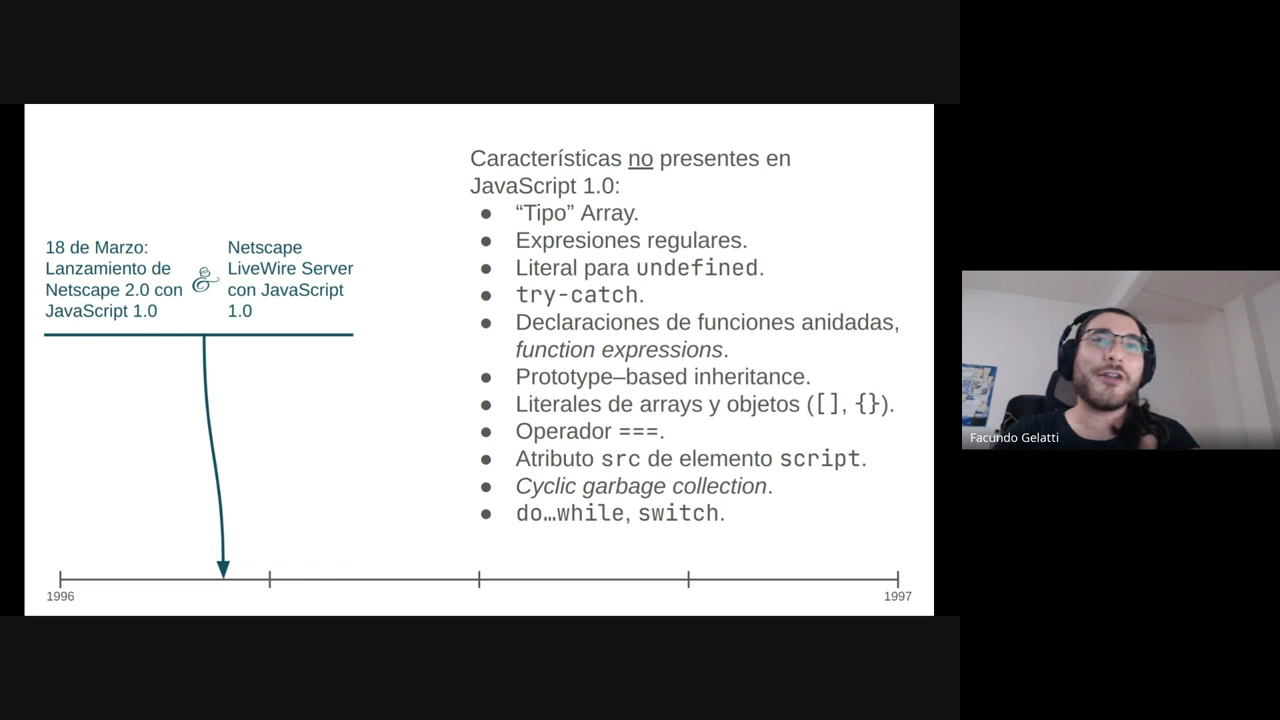 Características no presentes en
JavaScript 1.0:
● “Tipo” Array.
● Expresiones regulares.
● Literal para undefined.
● try-catch.
● Declaraciones de funciones anidadas,
function expressions.
● Prototype–based inheritance.
● Literales de arrays y objetos ([], {}).
● Operador ===.
● Atributo src de elemento script.
● Cyclic garbage collection.
● do…while, switch.
18 de Marzo:
Lanzamiento de
Netscape 2.0 con
JavaScript 1.0
&
Netscape
LiveWire Server
con JavaScript
1.0
1996
1997
Facundo Gelatti